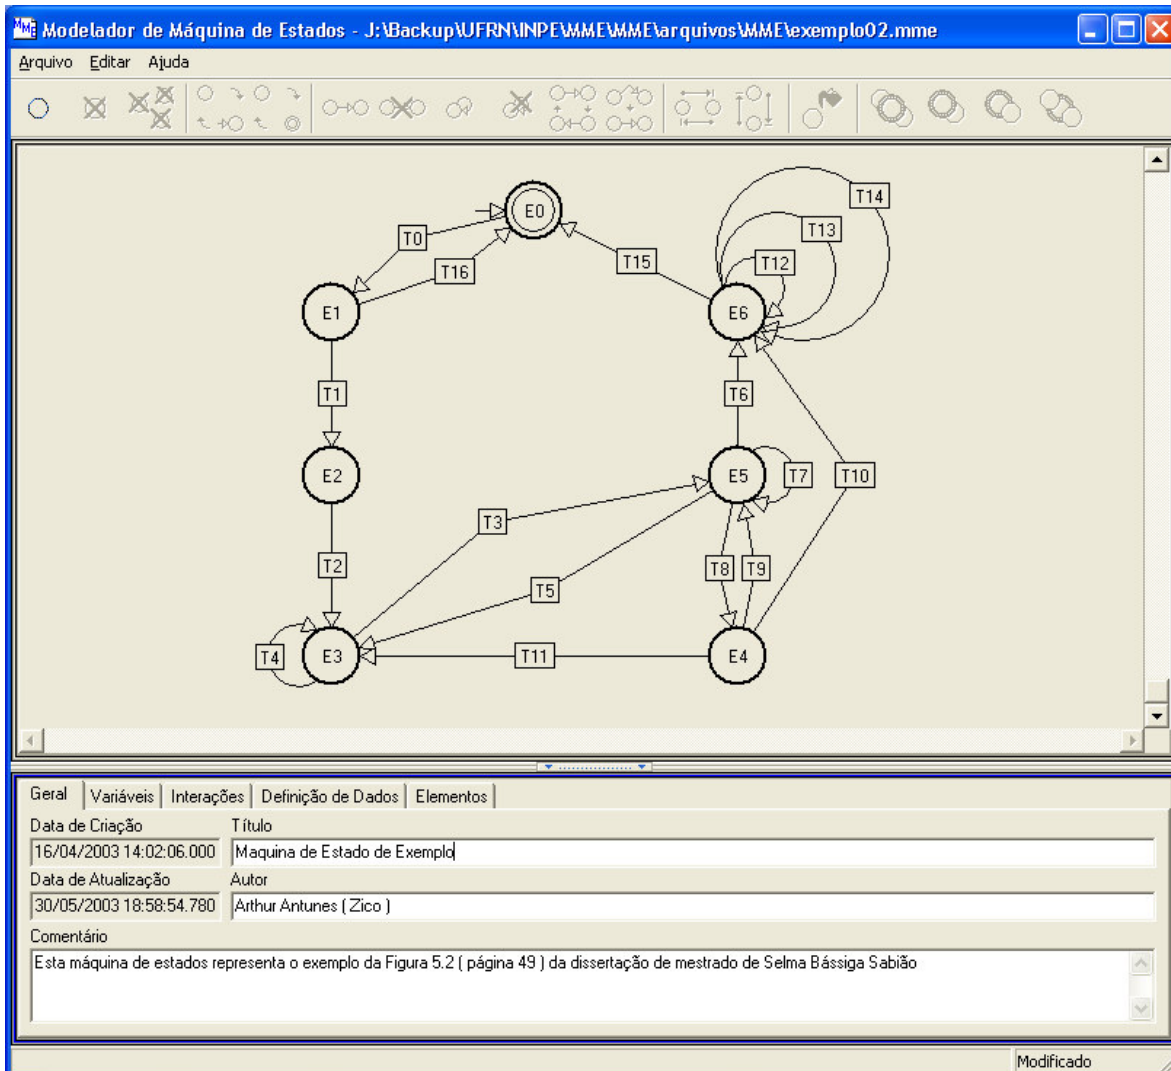 MME Modelador de Máquina de Estados - J:\Backup\UFRN\INPE\MME\MME\arquivos\MME\exemplo02.mme
Arquivo Editar Ajuda
E0
T14
T13
T0
T16
T15
T12
E1
E6
T1
T6
E2
E5
T7
T10
T3
T2
T8
T9
T5
T4
E3
T11
E4
Geral Variáveis Interações Definição de Dados Elementos
Data de Criação Título
16/04/2003 14:02:06.000 Maquina de Estado de Exemplo
Data de Atualização Autor
30/05/2003 18:58:54.780 Arthur Antunes ( Zico )
Comentário
Esta máquina de estados representa o exemplo da Figura 5.2 ( página 49 ) da dissertação de mestrado de Selma Bássiga Sabião
Modificado